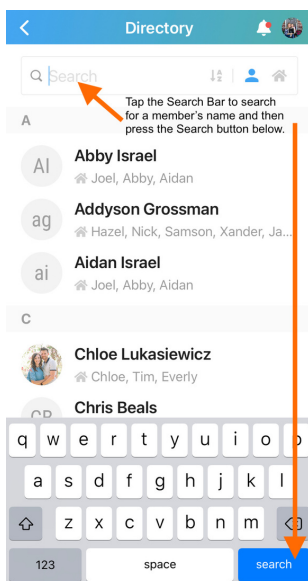 Directory
Search
Tap the Search Bar to search
for a member's name and then
press the Search button below.
A
AI
Abby Israel
Joel, Abby, Aidan
ag
Addyson Grossman
Hazel, Nick, Samson, Xander, Ja...
ai
Aidan Israel
Joel, Abby, Aidan
C
Chloe Lukasiewicz
Chloe, Tim, Everly
CB
Chris Beals
q w e r t y u i o p
a s d f g h j k l
z x c v b n m
123 space search